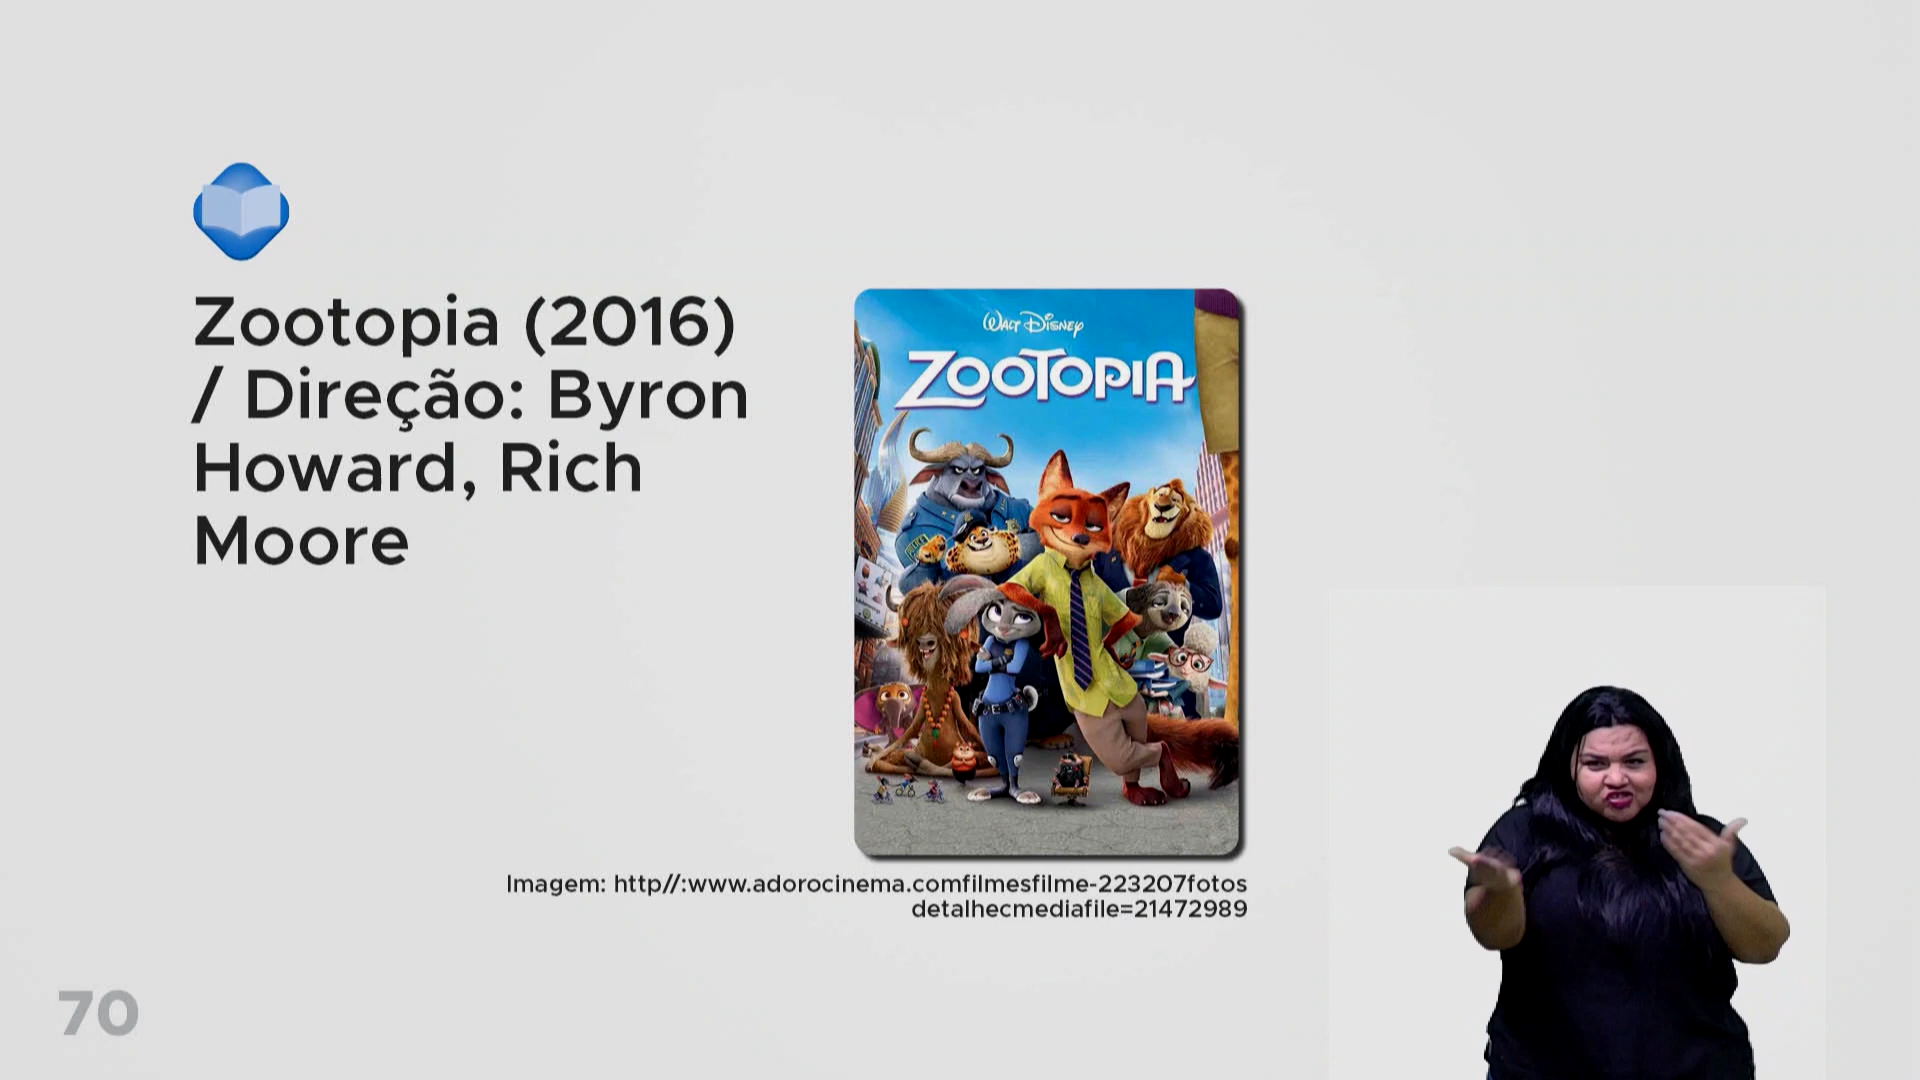 Zootopia (2016)
/ Direção: Byron
Howard, Rich
Moore
WALT DISNEY
ZOOTOPIA
Imagem: http//:www.adorocinema.comfilmesfilme-223207fotos
detalhecmediafile=21472989
70